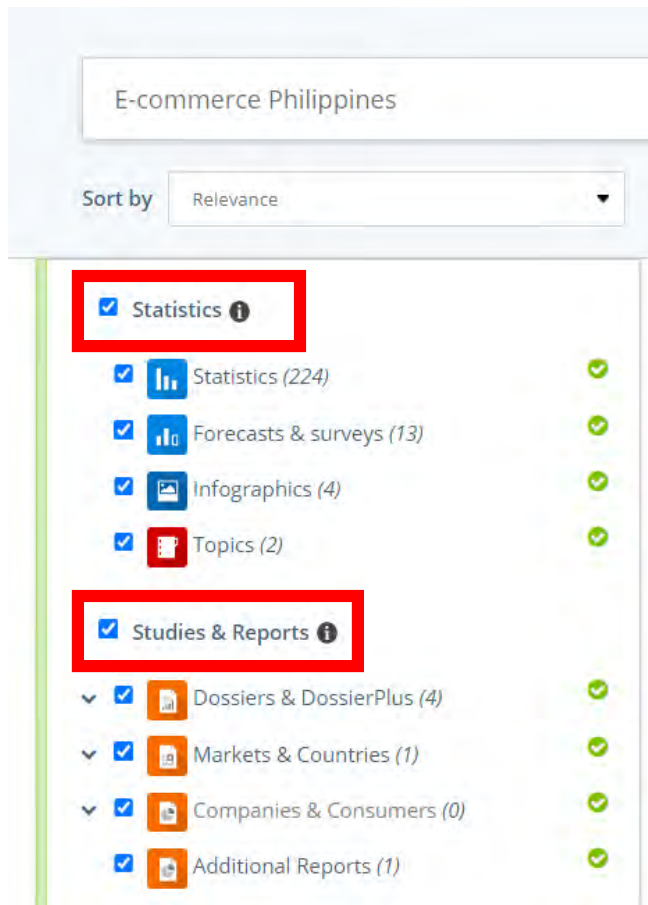 E-commerce Philippines
Sort by Relevance
Statistics
Statistics (224)
Forecasts & surveys (13)
Infographics (4)
Topics (2)
Studies & Reports
Dossiers & DossierPlus (4)
Markets & Countries (1)
Companies & Consumers (0)
Additional Reports (1)